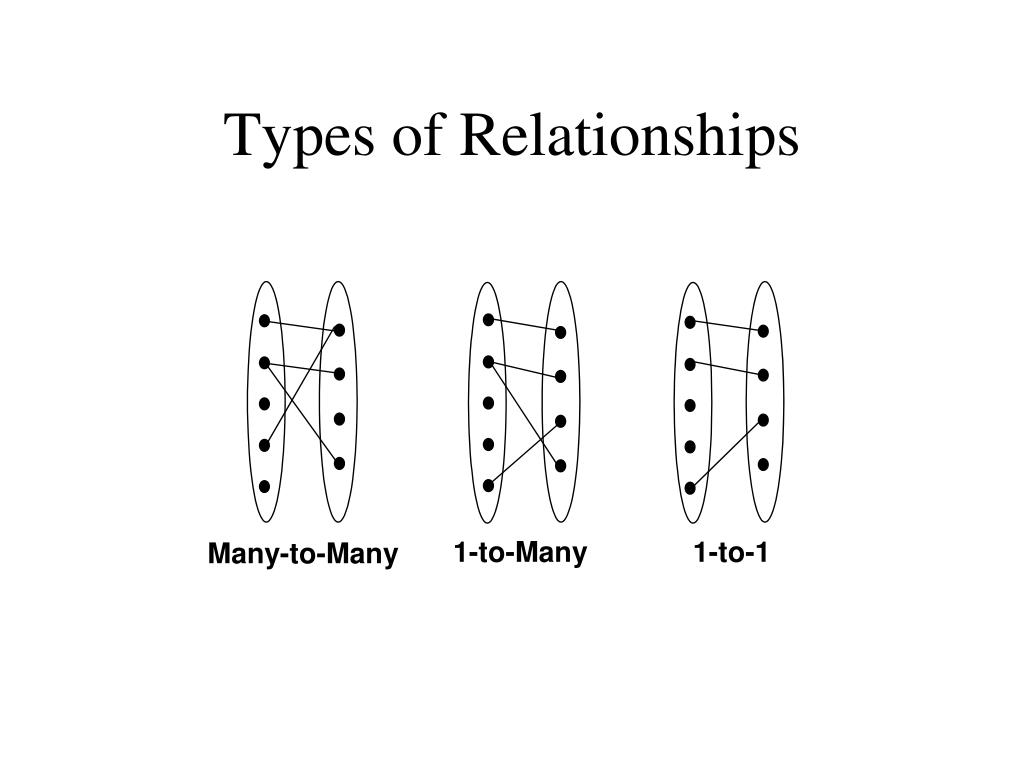 Types of Relationships
Many-to-Many
1-to-Many
1-to-1